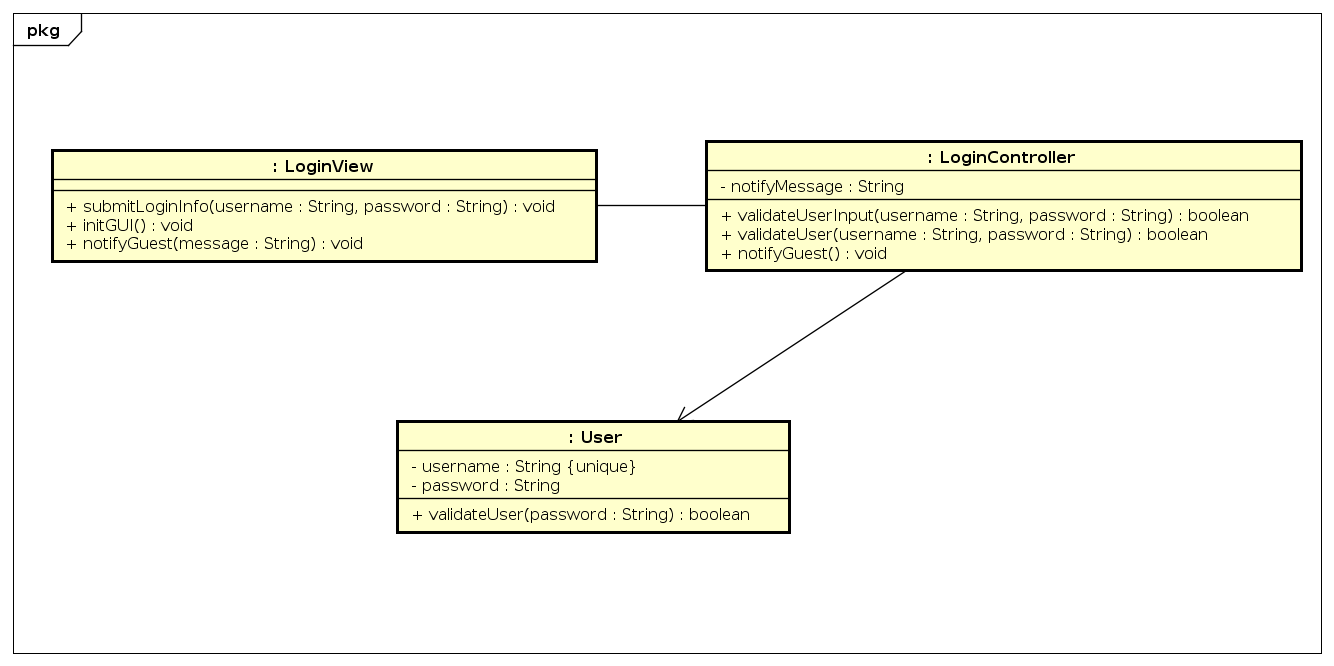 pkg
: LoginView
+ submitLoginInfo(username : String, password : String) : void
+ initGUI() : void
+ notifyGuest(message : String) : void
: LoginController
- notifyMessage : String
+ validateUserInput(username : String, password : String) : boolean
+ validateUser(username : String, password : String) : boolean
+ notifyGuest() : void
: User
- username : String {unique}
- password : String
+ validateUser(password : String) : boolean